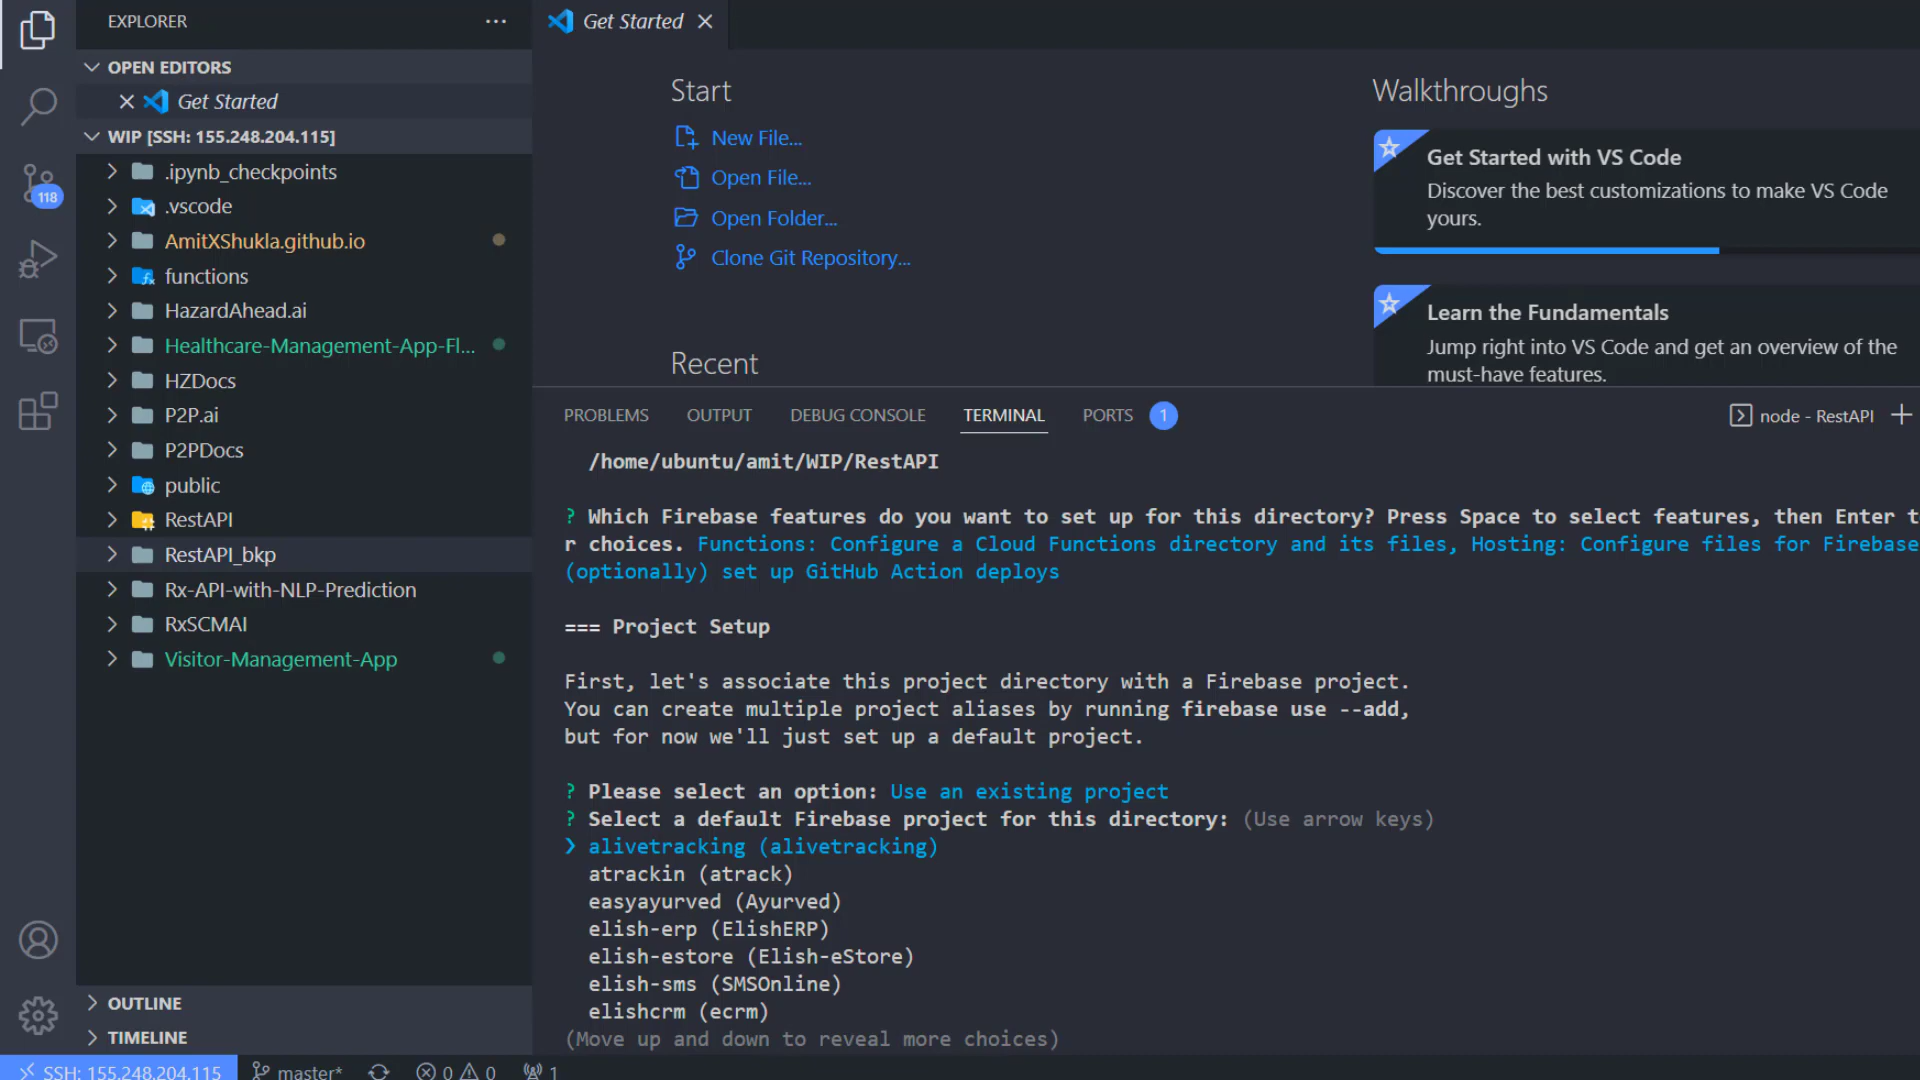 EXPLORER
OPEN EDITORS
Get Started
WIP [SSH: 155.248.204.115]
.ipynb_checkpoints
.vscode
AmitXShukla.github.io
functions
HazardAhead.ai
Healthcare-Management-App-Fl...
HZDocs
P2P.ai
P2PDocs
public
RestAPI
RestAPI_bkp
Rx-API-with-NLP-Prediction
RxSCMAI
Visitor-Management-App
OUTLINE
TIMELINE
118
Get Started
Start
New File...
Open File...
Open Folder...
Clone Git Repository...
Recent
Walkthroughs
Get Started with VS Code
Discover the best customizations to make VS Code
yours.
Learn the Fundamentals
Jump right into VS Code and get an overview of the
must-have features.
PROBLEMS OUTPUT DEBUG CONSOLE TERMINAL PORTS 1 node - RestAPI
/home/ubuntu/amit/WIP/RestAPI
? Which Firebase features do you want to set up for this directory? Press Space to select features, then Enter t
r choices. Functions: Configure a Cloud Functions directory and its files, Hosting: Configure files for Firebase
(optionally) set up GitHub Action deploys
=== Project Setup
First, let's associate this project directory with a Firebase project.
You can create multiple project aliases by running firebase use --add,
but for now we'll just set up a default project.
? Please select an option: Use an existing project
? Select a default Firebase project for this directory: (Use arrow keys)
❯ alivetracking (alivetracking)
atrackin (atrack)
easyayurved (Ayurved)
elish-erp (ElishERP)
elish-estore (Elish-eStore)
elish-sms (SMSOnline)
elishcrm (ecrm)
(Move up and down to reveal more choices)
SSH: 155.248.204.115 master* 0 0 1